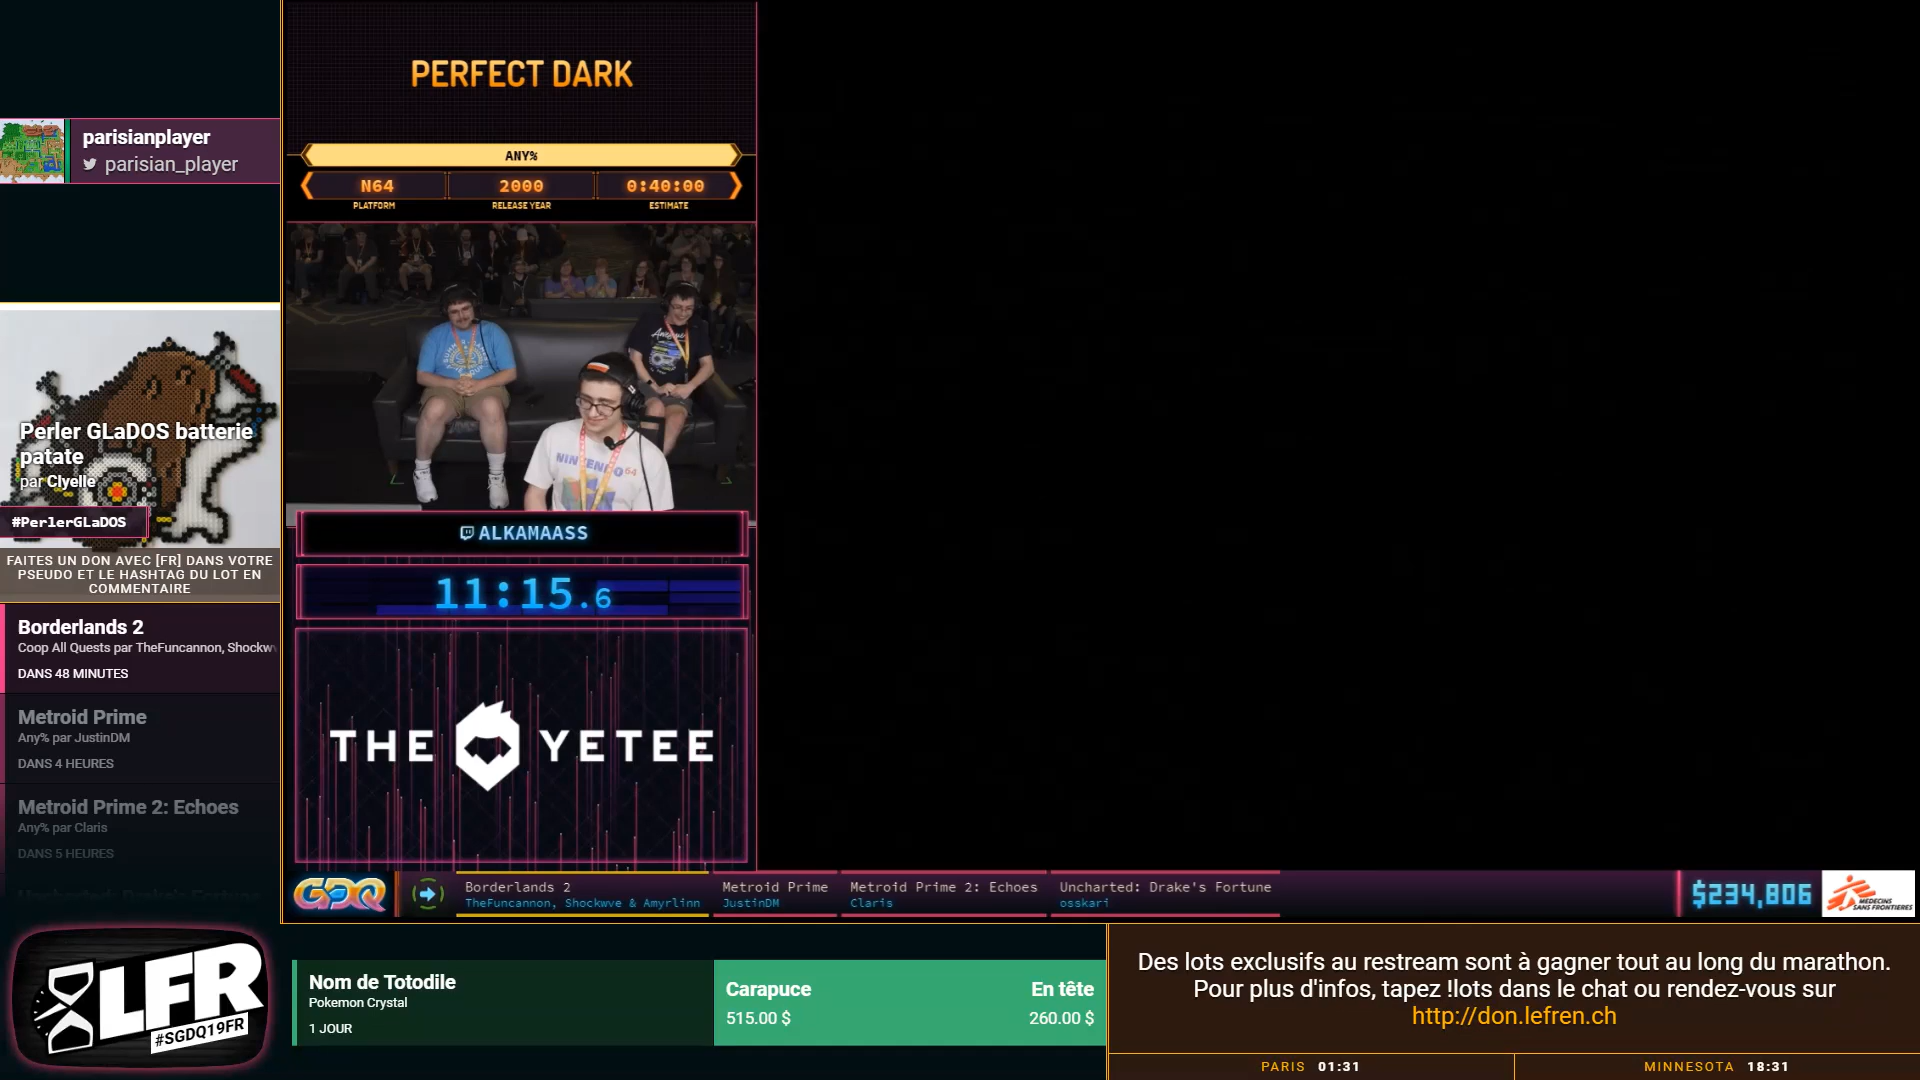 PERFECT DARK
ANY%
N64
2000
0:40:00
PLATFORM
RELEASE YEAR
ESTIMATE
parisianplayer
parisian_player
Perler GLaDOS batterie
patate
par Clyelle
#PerlerGLaDOS
FAITES UN DON AVEC [FR] DANS VOTRE
PSEUDO ET LE HASHTAG DU LOT EN
COMMENTAIRE
Borderlands 2
Coop All Quests par TheFuncannon, Shockwv
DANS 48 MINUTES
Metroid Prime
Any% par JustinDM
DANS 4 HEURES
Metroid Prime 2: Echoes
Any% par Claris
DANS 5 HEURES
Uncharted: Drake's Fortune
NINTENDO 64
ALKAMAASS
11:15.6
THE YETEE
GDQ
Borderlands 2
TheFuncannon, Shockwve & Amyrlinn
Metroid Prime
JustinDM
Metroid Prime 2: Echoes
Claris
Uncharted: Drake's Fortune
osskari
$234,806
MEDECINS
SANS FRONTIERES
LFR
#SGDQ19FR
Nom de Totodile
Pokemon Crystal
1 JOUR
Carapuce
515.00 $
En tête
260.00 $
Des lots exclusifs au restream sont à gagner tout au long du marathon.
Pour plus d'infos, tapez !lots dans le chat ou rendez-vous sur
http://don.lefren.ch
PARIS 01:31
MINNESOTA 18:31